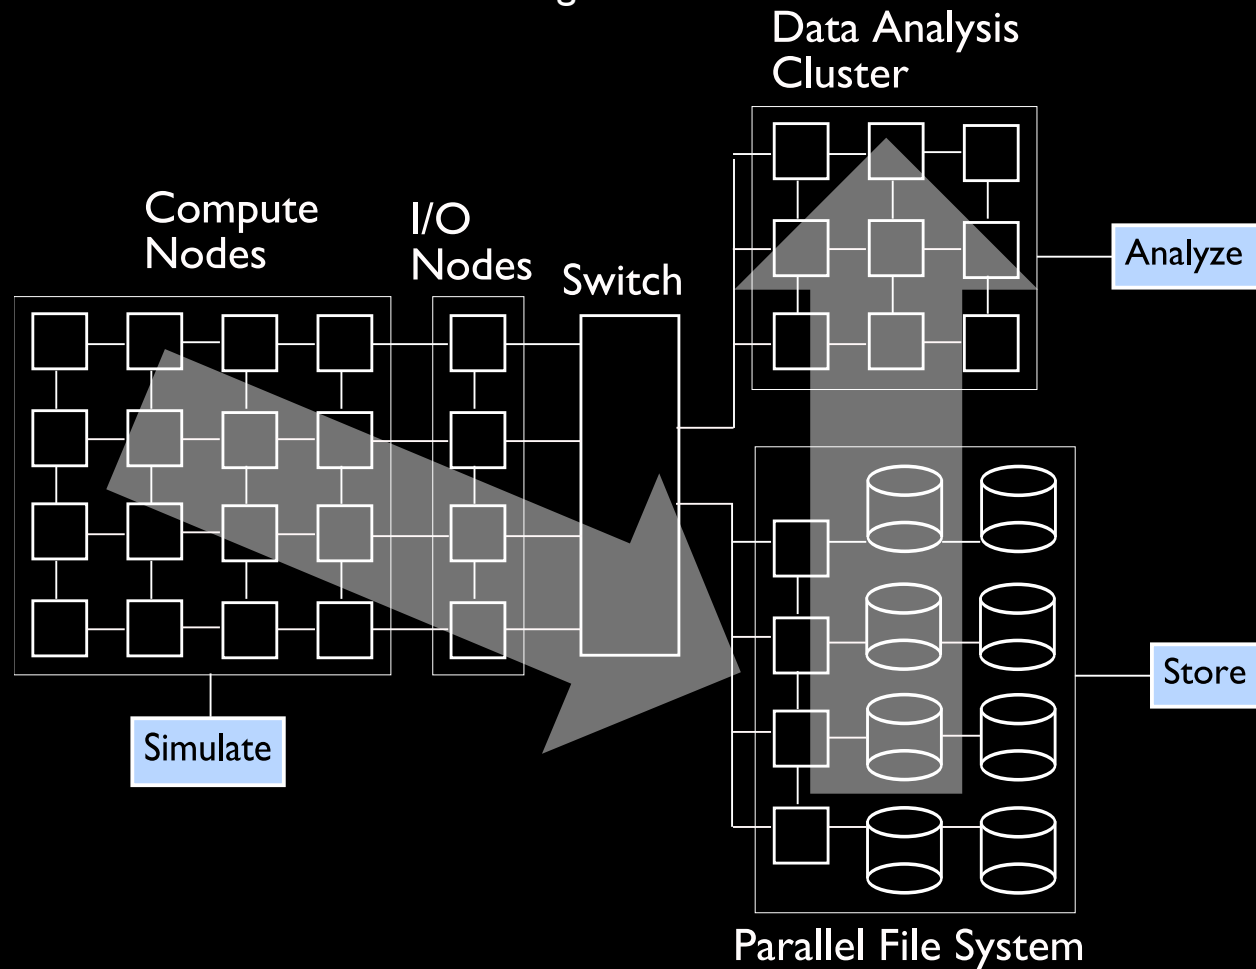 Data Analysis
Cluster
Compute
Nodes
I/O
Nodes
Switch
Analyze
Store
Simulate
Parallel File System